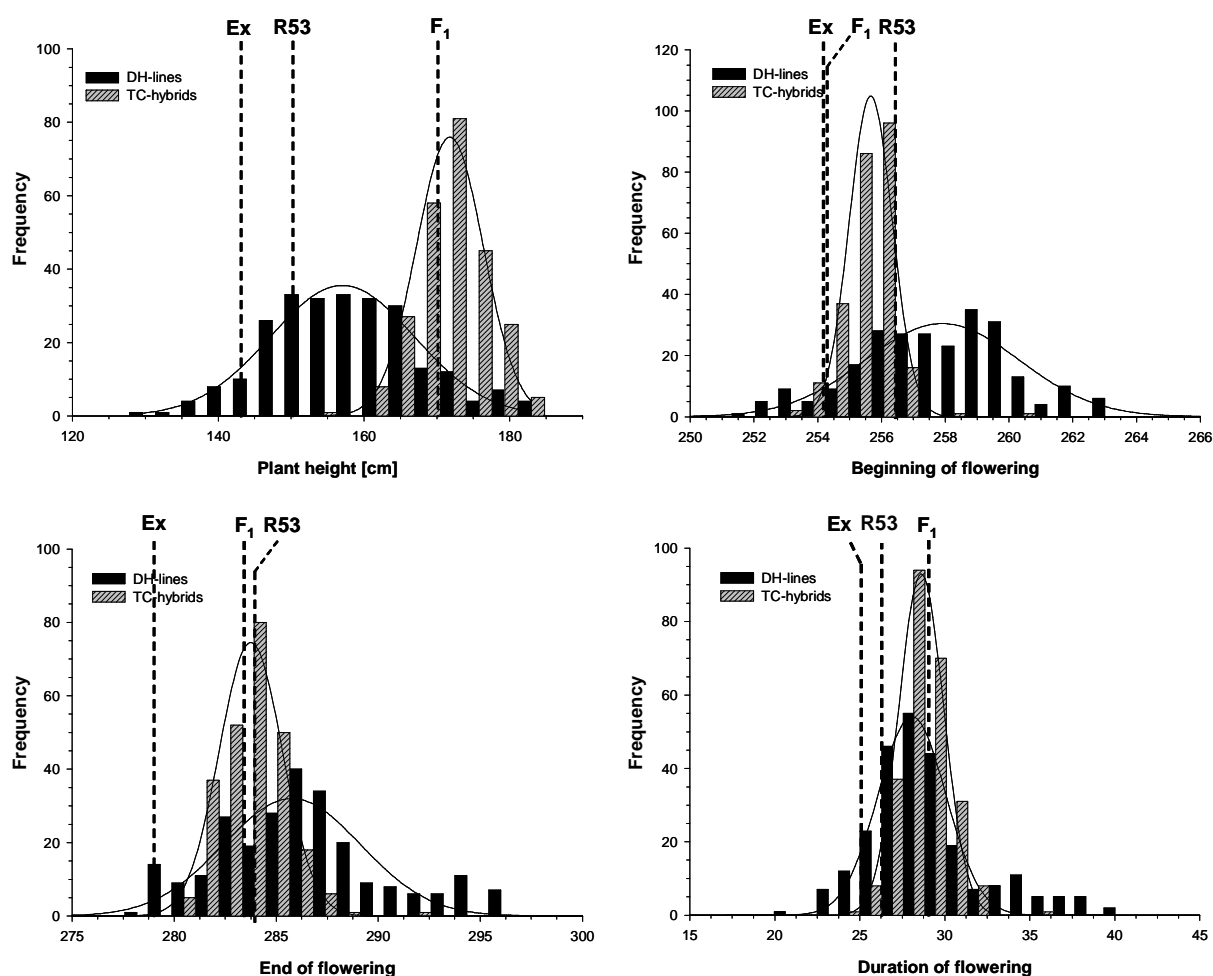 Ex R53 F1
100
80
60
40
20
0
Frequency
DH-lines
TC-hybrids
120 140 160 180
Plant height [cm]
Ex F1 R53
120
100
80
60
40
20
0
Frequency
DH-lines
TC-hybrids
250 252 254 256 258 260 262 264 266
Beginning of flowering
Ex F1 R53
100
80
60
40
20
0
Frequency
DH-lines
TC-hybrids
275 280 285 290 295 300
End of flowering
Ex R53 F1
100
80
60
40
20
0
Frequency
DH-lines
TC-hybrids
15 20 25 30 35 40 45
Duration of flowering